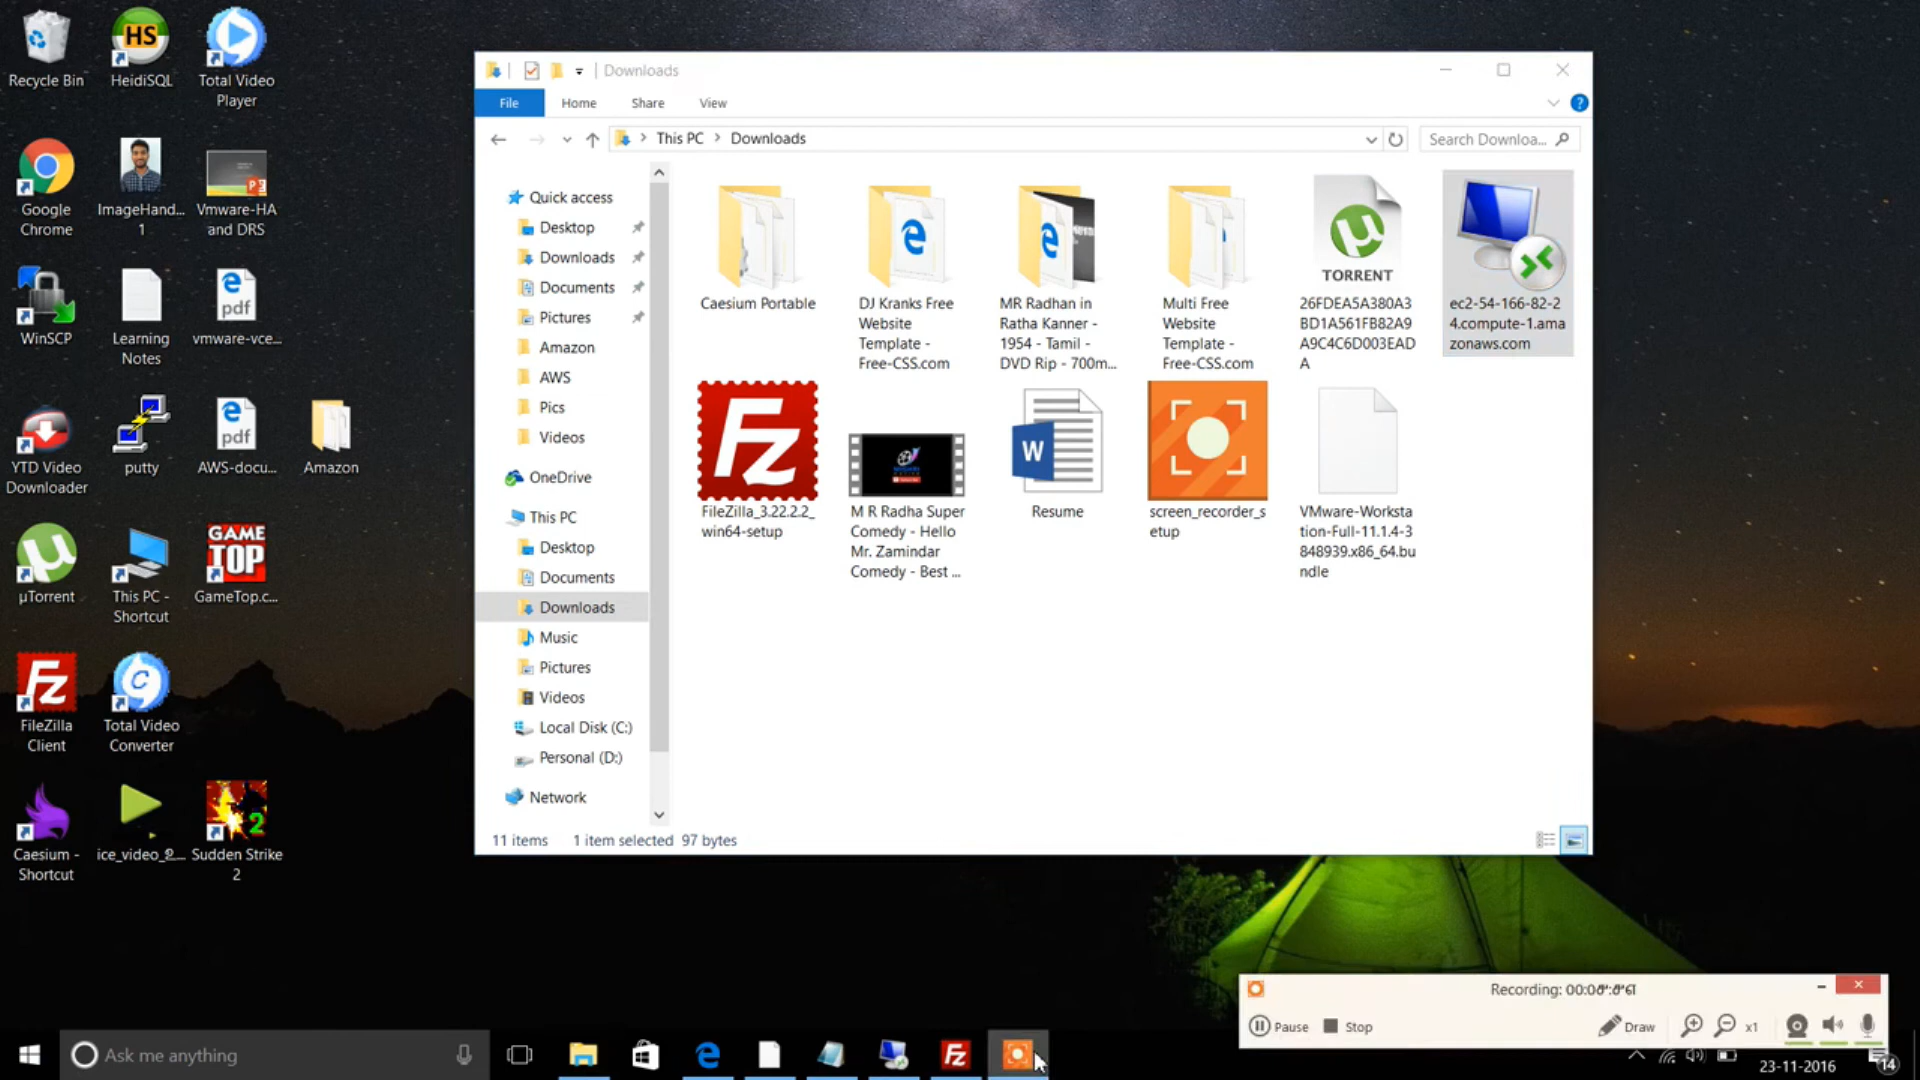 Recycle Bin
HeidiSQL
HS
Total Video
Player
Google
Chrome
ImageHand...
1
Vmware-HA
and DRS
WinSCP
Learning
Notes
pdf
vmware-vce...
YTD Video
Downloader
putty
pdf
AWS-docu...
Amazon
µTorrent
This PC -
Shortcut
GAME
TOP
GameTop.c...
FileZilla
Client
Total Video
Converter
Caesium -
Shortcut
Sudden Strike
2
Downloads
File
Home
Share
View
This PC
Downloads
Search Downloa...
Quick access
Desktop
Downloads
Documents
Pictures
Amazon
AWS
Pics
Videos
OneDrive
This PC
Desktop
Documents
Downloads
Music
Pictures
Videos
Local Disk (C:)
Personal (D:)
Network
Caesium Portable
DJ Kranks Free
Website
Template -
Free-CSS.com
MR Radhan in
Ratha Kanner -
1954 - Tamil -
DVD Rip - 700m...
Multi Free
Website
Template -
Free-CSS.com
TORRENT
26FDEA5A380A3
BD1A561FB82A9
A9C4C6D003EAD
A
ec2-54-166-82-2
4.compute-1.ama
zonaws.com
Fz
FileZilla_3.22.2.2_
win64-setup
M R Radha Super
Comedy - Hello
Mr. Zamindar
Comedy - Best ...
W
Resume
screen_recorder_s
etup
VMware-Worksta
tion-Full-11.1.4-3
848939.x86_64.bu
ndle
11 items
1 item selected 97 bytes
Recording:
Pause
Stop
Draw
x1
Ask me anything
23-11-2016
14